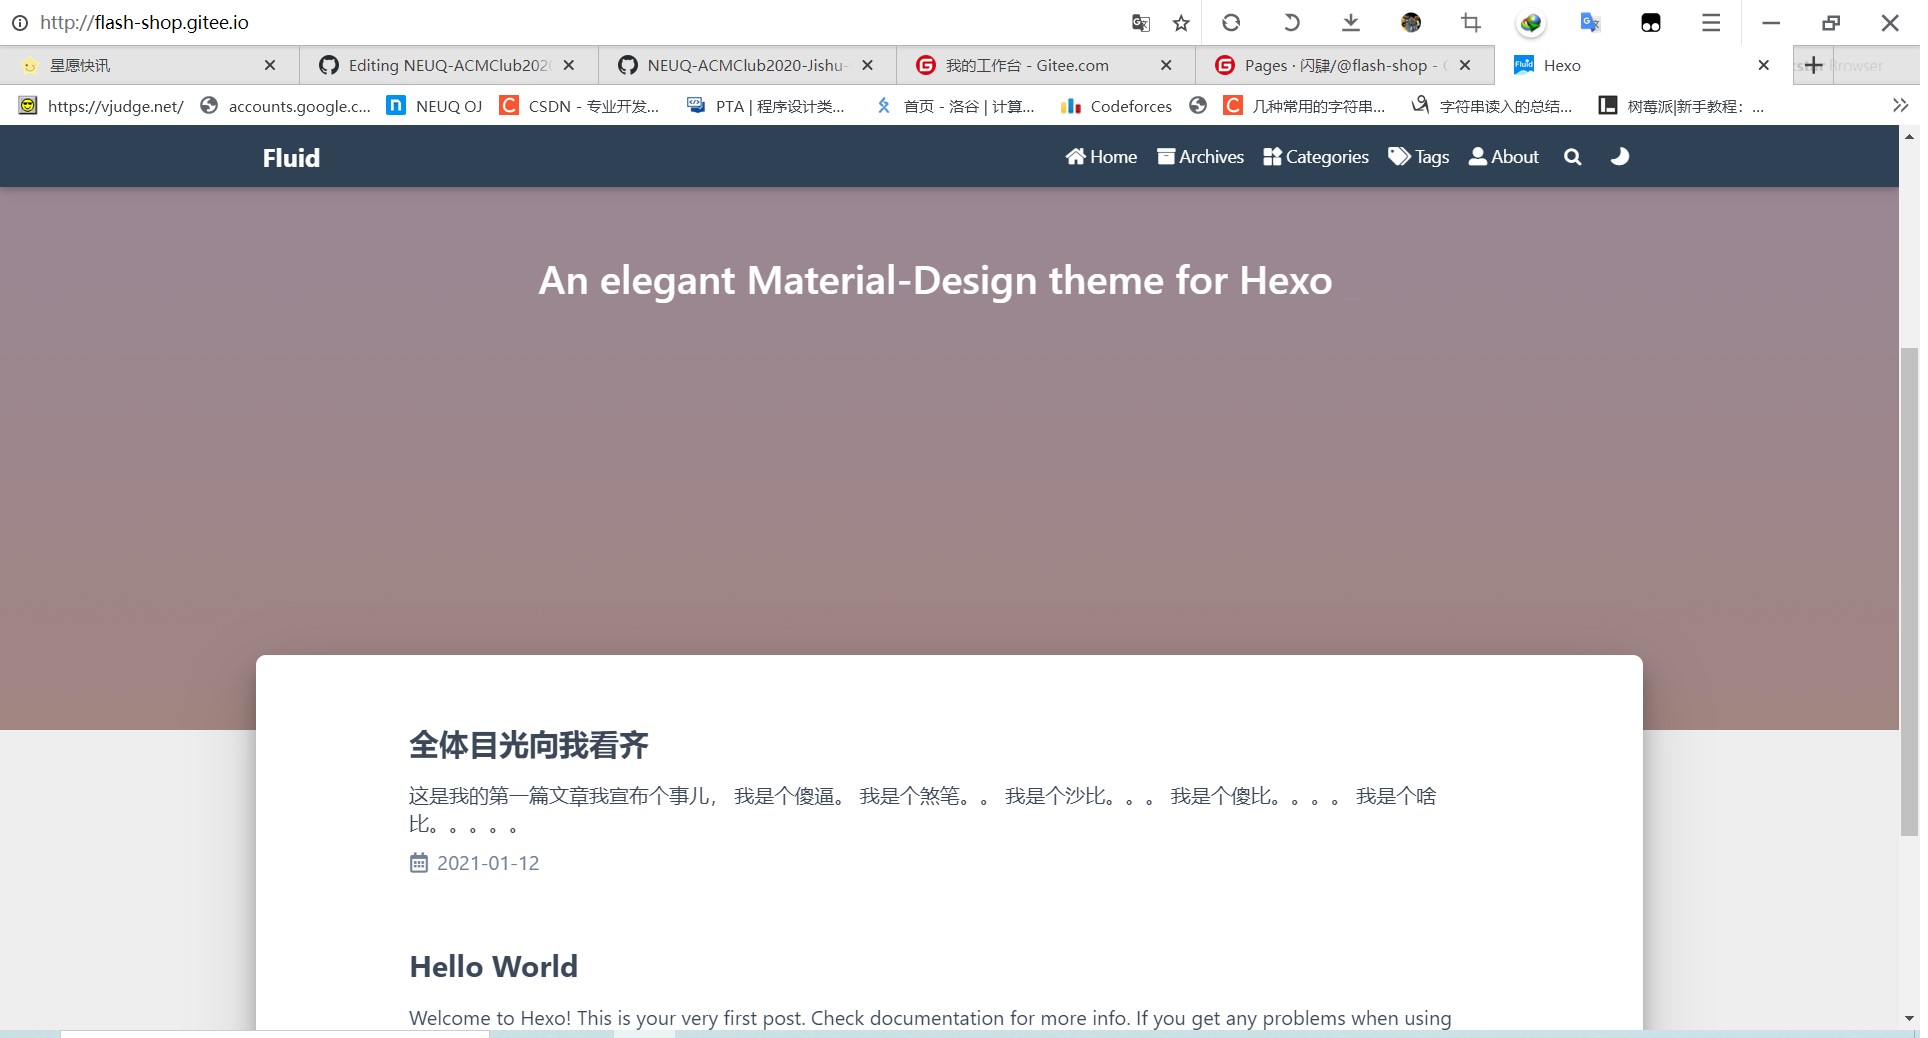 http://flash-shop.gitee.io
星愿快讯
Editing NEUQ-ACMClub202
NEUQ-ACMClub2020-Jishu-
我的工作台 - Gitee.com
Pages · 闪肆/@flash-shop -
Hexo
https://vjudge.net/
accounts.google.c...
NEUQ OJ
CSDN - 专业开发...
PTA | 程序设计类...
首页 - 洛谷 | 计算...
Codeforces
几种常用的字符串...
字符串读入的总结...
树莓派|新手教程：...
Fluid
Home
Archives
Categories
Tags
About
An elegant Material-Design theme for Hexo
全体目光向我看齐
这是我的第一篇文章我宣布个事儿， 我是个傻逼。 我是个煞笔。。 我是个沙比。。。 我是个傻比。。。。 我是个啥
比。。。。。
2021-01-12
Hello World
Welcome to Hexo! This is your very first post. Check documentation for more info. If you get any problems when using